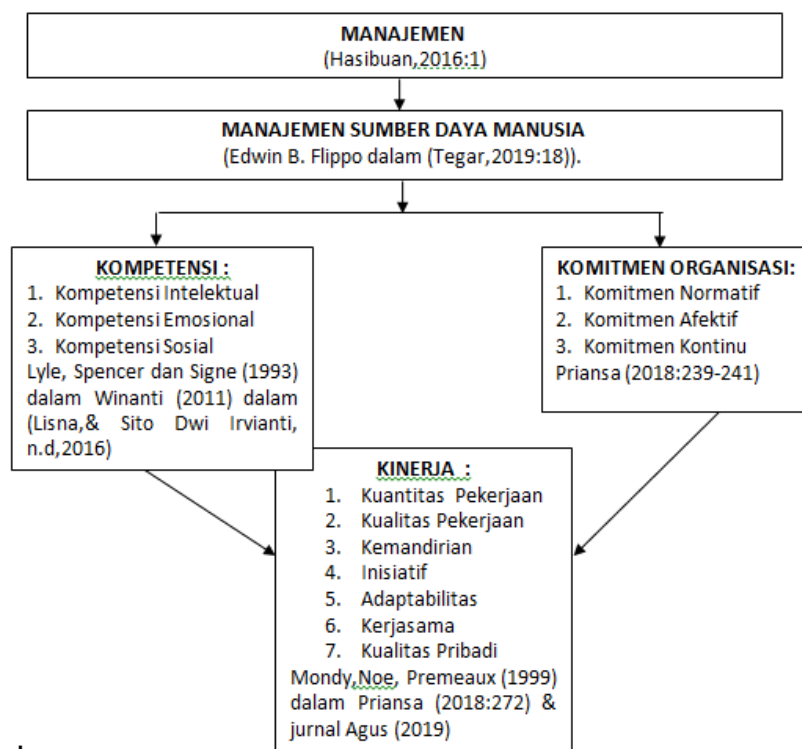 MANAJEMEN
(Hasibuan,2016:1)
MANAJEMEN SUMBER DAYA MANUSIA
(Edwin B. Flippo dalam (Tegar,2019:18)).
KOMPETENSI :
1. Kompetensi Intelektual
2. Kompetensi Emosional
3. Kompetensi Sosial
Lyle, Spencer dan Signe (1993)
dalam Winanti (2011) dalam
(Lisna,& Sito Dwi Irvianti,
n.d,2016)
KOMITMEN ORGANISASI:
1. Komitmen Normatif
2. Komitmen Afektif
3. Komitmen Kontinu
Priansa (2018:239-241)
KINERJA :
1. Kuantitas Pekerjaan
2. Kualitas Pekerjaan
3. Kemandirian
4. Inisiatif
5. Adaptabilitas
6. Kerjasama
7. Kualitas Pribadi
Mondy,Noe, Premeaux (1999)
dalam Priansa (2018:272) &
jurnal Agus (2019)